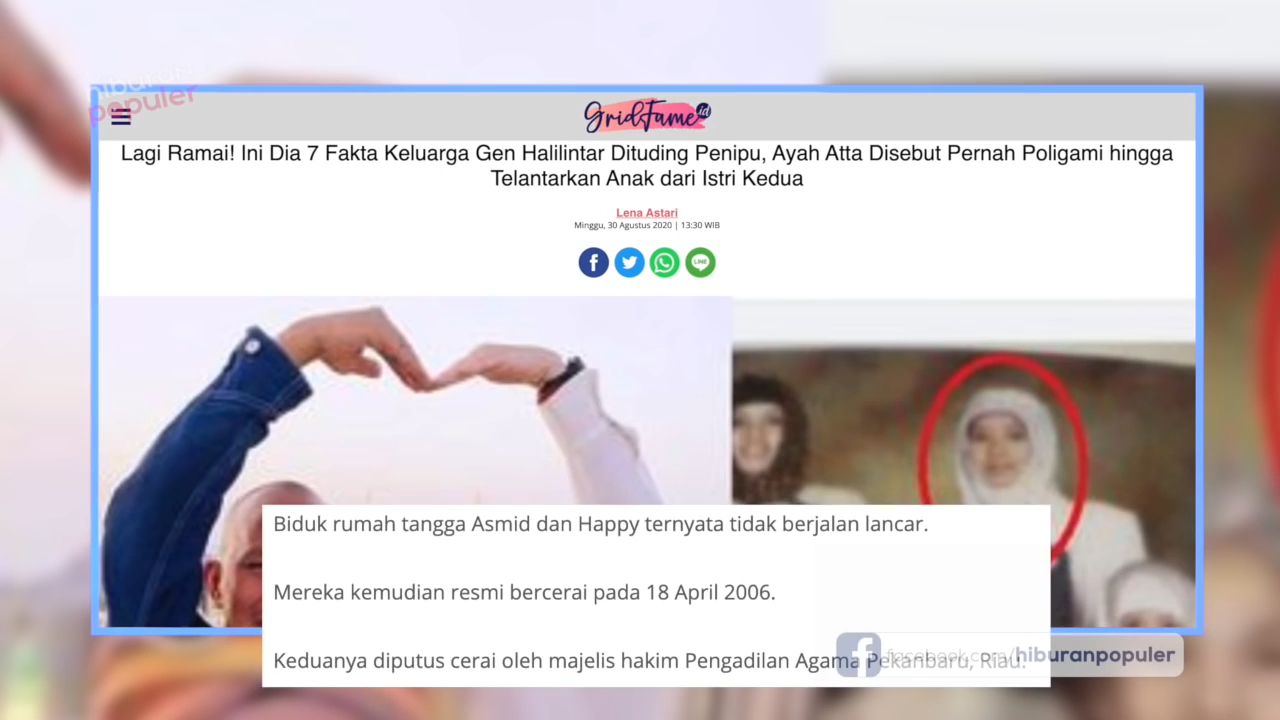 hiburan
populer
GridFame.id
Lagi Ramai! Ini Dia 7 Fakta Keluarga Gen Halilintar Dituding Penipu, Ayah Atta Disebut Pernah Poligami hingga
Telantarkan Anak dari Istri Kedua
Lena Astari
Minggu, 30 Agustus 2020 | 13:30 WIB
LINE
Biduk rumah tangga Asmid dan Happy ternyata tidak berjalan lancar.
Mereka kemudian resmi bercerai pada 18 April 2006.
Keduanya diputus cerai oleh majelis hakim Pengadilan Agama Pekanbaru, Riau.
facebook.com/hiburanpopuler